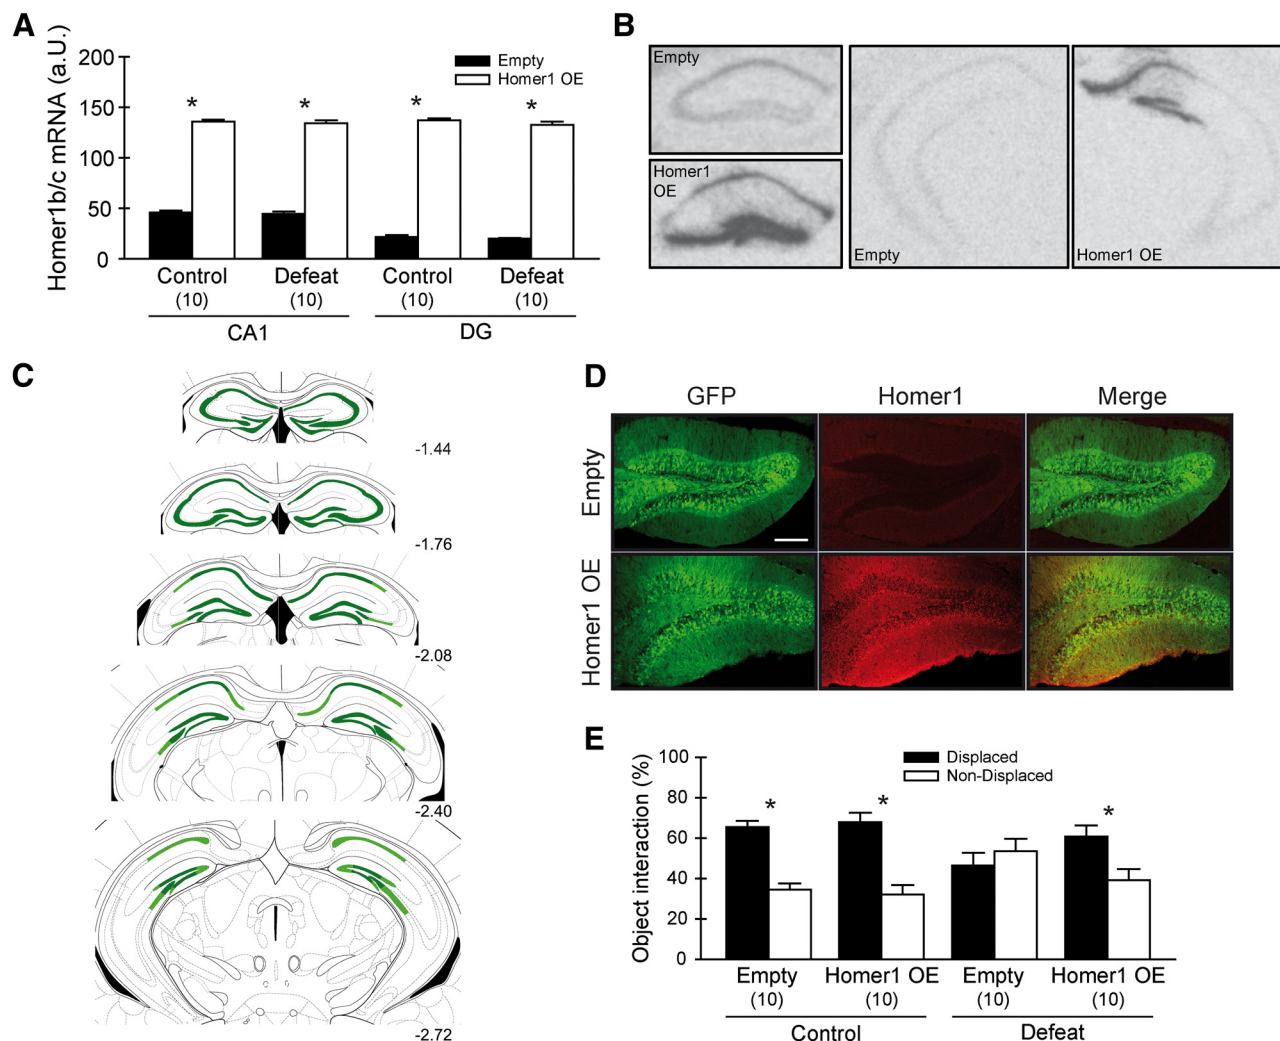 A
Homer1b/c mRNA (a.U.)
200
150
100
50
0
Empty
Homer1 OE
*
*
*
*
Control
Defeat
Control
Defeat
(10)
(10)
(10)
(10)
CA1
DG
B
Empty
Homer1
OE
Empty
Homer1 OE
C
-1.44
-1.76
-2.08
-2.40
-2.72
D
GFP
Homer1
Merge
Empty
Homer1 OE
E
Object interaction (%)
100
80
60
40
20
0
Displaced
Non-Displaced
*
*
*
Empty
Homer1 OE
Empty
Homer1 OE
(10)
(10)
(10)
(10)
Control
Defeat